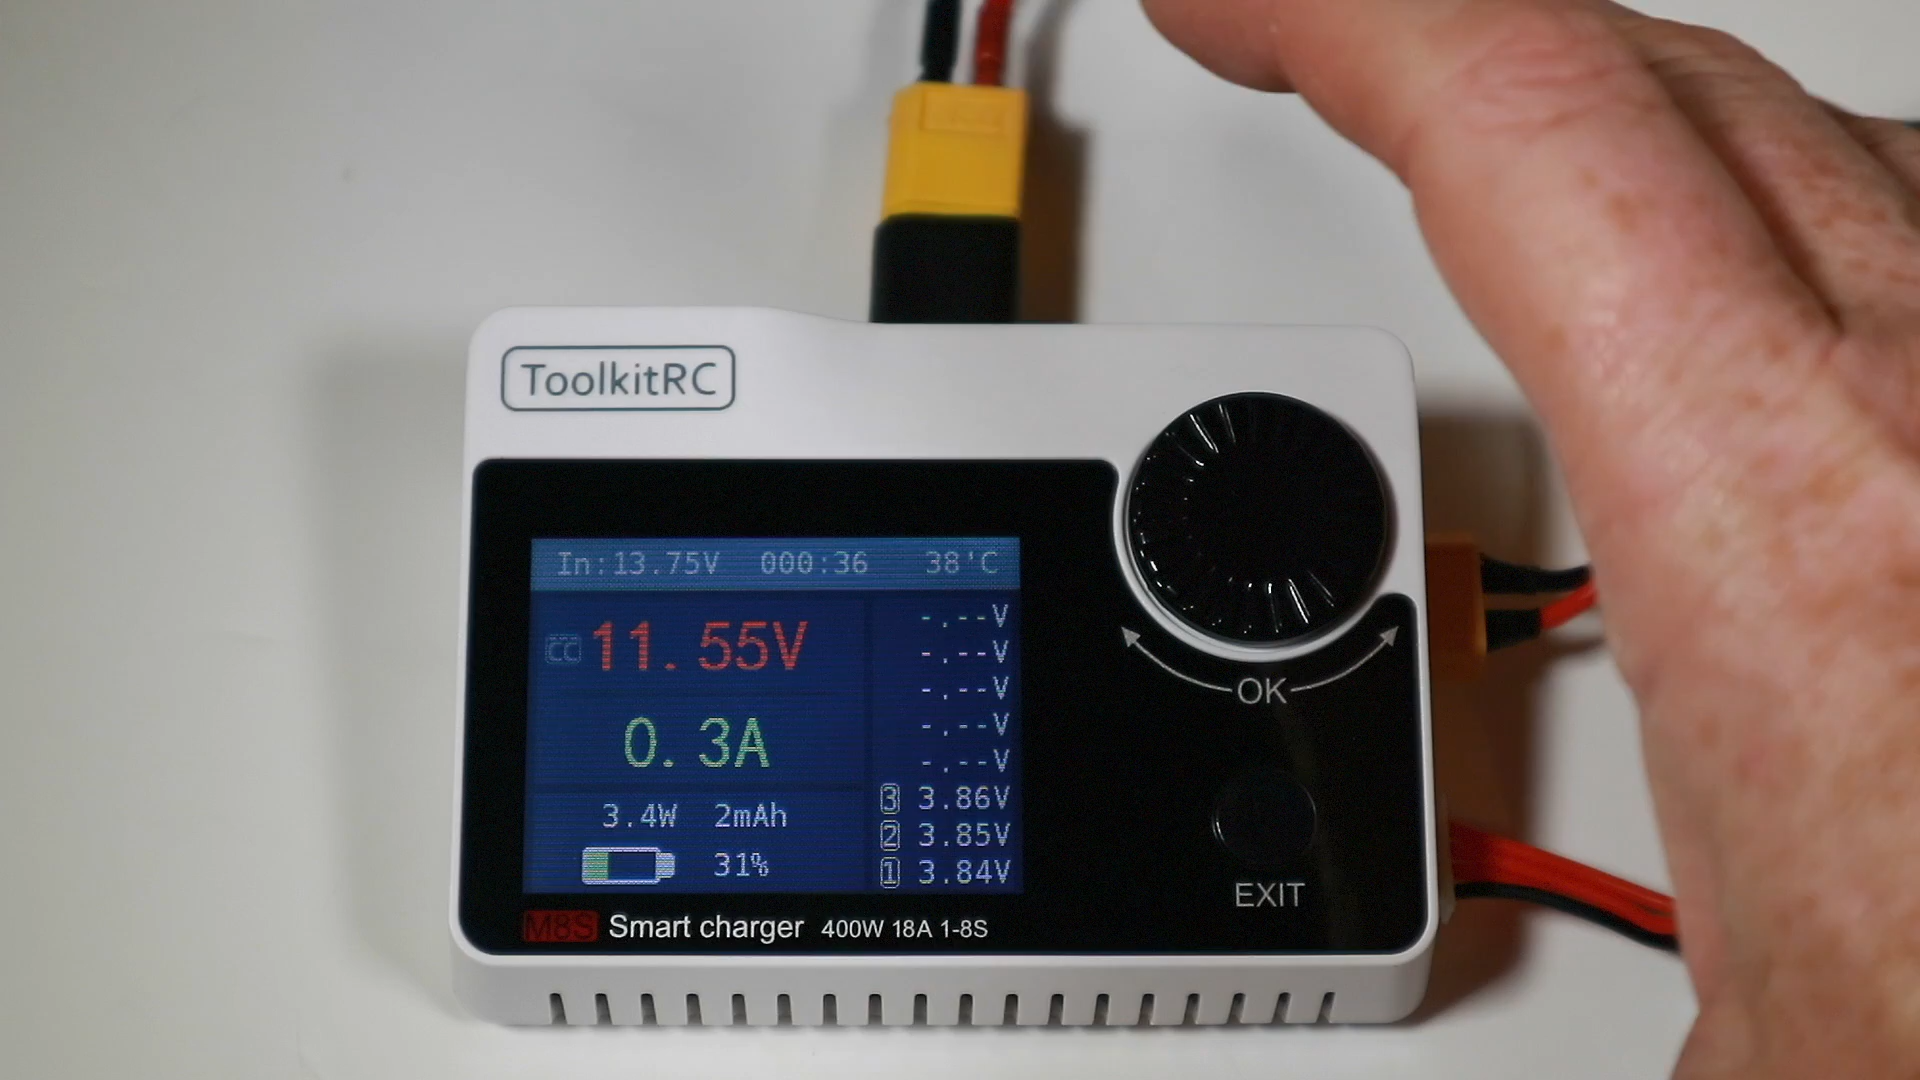 ToolkitRC
In:13.75V 000:36 38'C
CC 11.55V
0.3A
3.4W 2mAh
31%
-.--V
-.--V
-.--V
-.--V
-.--V
3 3.86V
2 3.85V
1 3.84V
OK
EXIT
M8S Smart charger 400W 18A 1-8S